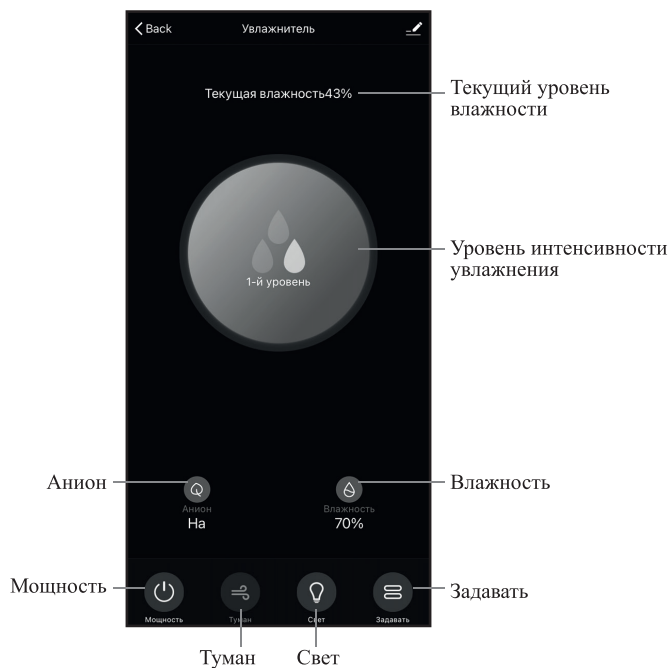 Back
Увлажнитель
Текущая влажность43%
Текущий уровень
влажности
Уровень интенсивности
увлажнения
1-й уровень
Анион
Анион
На
Влажность
70%
Влажность
Мощность
Мощность
Туман
Свет
Задавать
Задавать
Туман
Свет